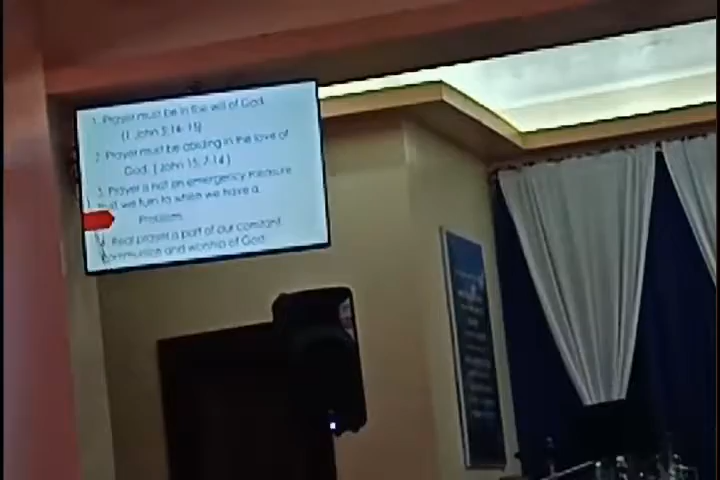 1. Prayer must be in the will of God.
(1 John 5:14-15)
2. Prayer must be abiding in the love of
God. (John 15:7-14)
3. Prayer is not an emergency measure
that we turn to when we have a
Problem.
4. Real prayer is part of our constant
communion and worship of God.